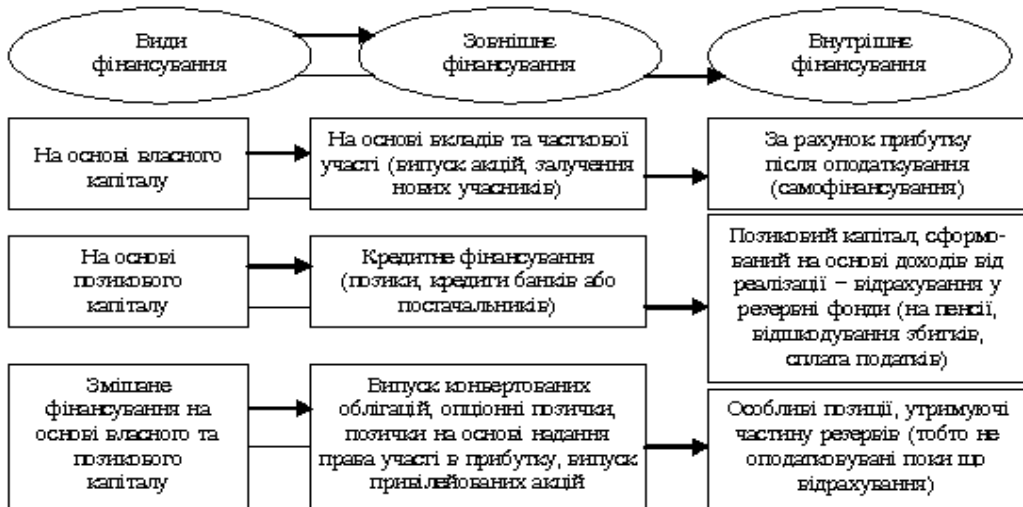 Види
фінансування
Зовнішнє
фінансування
Внутрішнє
фінансування
На основі власного
капіталу
На основі вкладів та часткової
участі (випуск акцій, залучення
нових учасників)
За рахунок прибутку
після оподаткування
(самофінансування)
На основі
позикового
капіталу
Кредитне фінансування
(позики, кредити банків або
постачальників)
Позиковий капітал, сформо-
ваний на основі доходів від
реалізації – відрахування у
резервні фонди (на пенсії,
відшкодування збитків,
сплата податків)
Змішане
фінансування на
основі власного та
позикового
капіталу
Випуск конвертованих
облігацій, опціонні позички,
позички на основі надання
права участі в прибутку, випуск
привілейованих акцій
Особливі позиції, утримуючі
частину резервів (тобто не
оподатковувані поки що
відрахування)